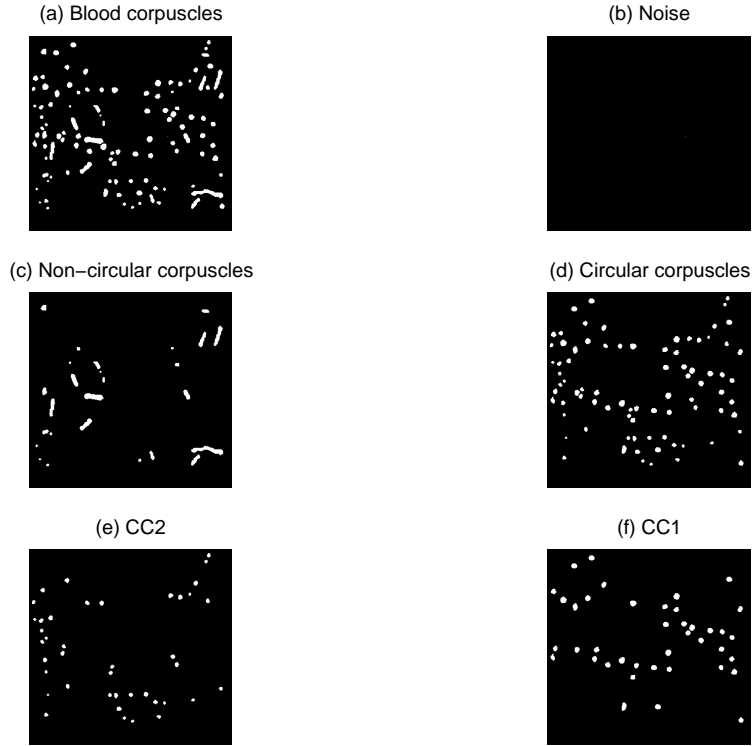 (a) Blood corpuscles
(b) Noise
(c) Non−circular corpuscles
(d) Circular corpuscles
(e) CC2
(f) CC1